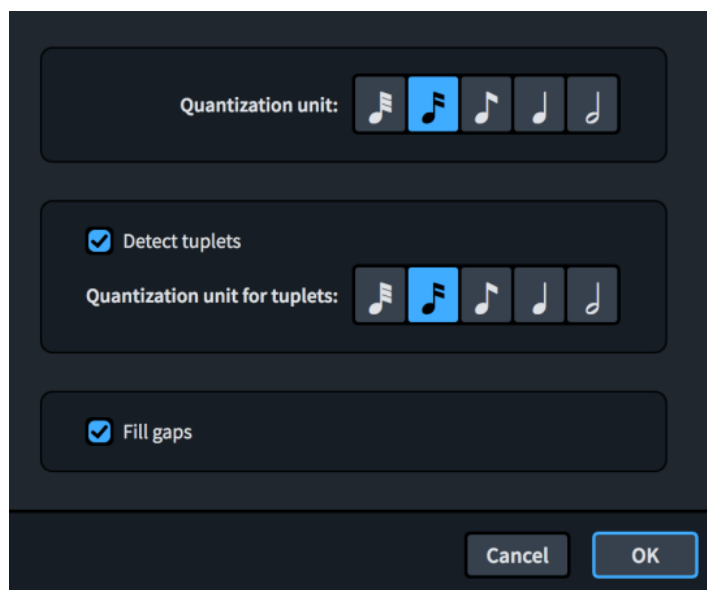 Quantization unit:
Detect tuplets
Quantization unit for tuplets:
Fill gaps
Cancel OK